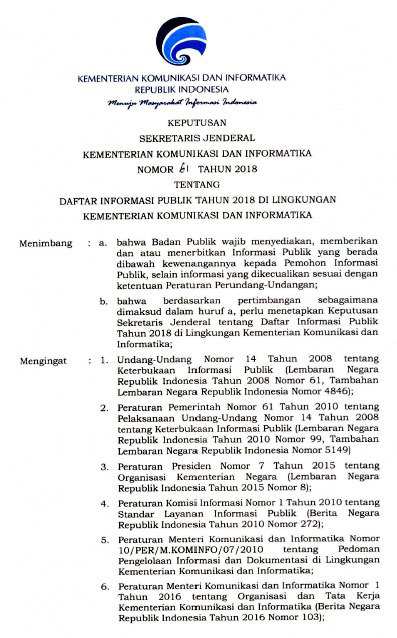 KEMENTERIAN KOMUNIKASI DAN INFORMATIKA
REPUBLIK INDONESIA
Menuju Masyarakat Informasi Indonesia
KEPUTUSAN
SEKRETARIS JENDERAL
KEMENTERIAN KOMUNIKASI DAN INFORMATIKA
NOMOR 61 TAHUN 2018
TENTANG
DAFTAR INFORMASI PUBLIK TAHUN 2018 DI LINGKUNGAN
KEMENTERIAN KOMUNIKASI DAN INFORMATIKA
Menimbang : a. bahwa Badan Publik wajib menyediakan, memberikan
dan atau menerbitkan Informasi Publik yang berada
dibawah kewenangannya kepada Pemohon Informasi
Publik, selain informasi yang dikecualikan sesuai dengan
ketentuan Peraturan Perundang-Undangan;
b. bahwa berdasarkan pertimbangan sebagaimana
dimaksud dalam huruf a, perlu menetapkan Keputusan
Sekretaris Jenderal tentang Daftar Informasi Publik
Tahun 2018 di Lingkungan Kementerian Komunikasi dan
Informatika;
Mengingat : 1. Undang-Undang Nomor 14 Tahun 2008 tentang
Keterbukaan Informasi Publik (Lembaran Negara
Republik Indonesia Tahun 2008 Nomor 61, Tambahan
Lembaran Negara Republik Indonesia Nomor 4846);
2. Peraturan Pemerintah Nomor 61 Tahun 2010 tentang
Pelaksanaan Undang-Undang Nomor 14 Tahun 2008
tentang Keterbukaan Informasi Publik (Lembaran Negara
Republik Indonesia Tahun 2010 Nomor 99, Tambahan
Lembaran Negara Republik Indonesia Nomor 5149)
3. Peraturan Presiden Nomor 7 Tahun 2015 tentang
Organisasi Kementerian Negara (Lembaran Negara
Republik Indonesia Tahun 2015 Nomor 8);
4. Peraturan Komisi Informasi Nomor 1 Tahun 2010 tentang
Standar Layanan Informasi Publik (Berita Negara
Republik Indonesia Tahun 2010 Nomor 272);
5. Peraturan Menteri Komunikasi dan Informatika Nomor
10/PER/M.KOMINFO/07/2010 tentang Pedoman
Pengelolaan Informasi dan Dokumentasi di Lingkungan
Kementerian Komunikasi dan Informatika;
6. Peraturan Menteri Komunikasi dan Informatika Nomor 1
Tahun 2016 tentang Organisasi dan Tata Kerja
Kementerian Komunikasi dan Informatika (Berita Negara
Republik Indonesia Tahun 2016 Nomor 103);